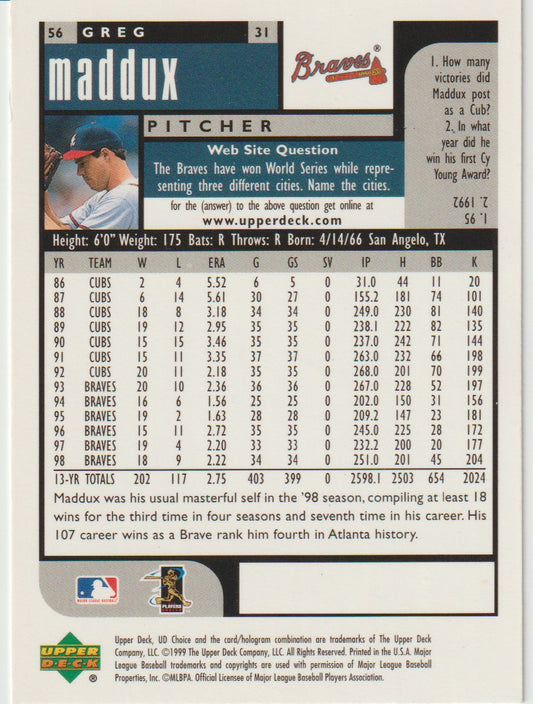 56 GREG 31
maddux
Braves®
PITCHER
Web Site Question
The Braves have won World Series while repre-
senting three different cities. Name the cities.
for the (answer) to the above question get online at
www.upperdeck.com
1. How many
victories did
Maddux post
as a Cub?
2. In what
year did he
win his first Cy
Young Award?
1. 95
2. 1992
Height: 6'0" Weight: 175 Bats: R Throws: R Born: 4/14/66 San Angelo, TX
YR TEAM W L ERA G GS SV IP H BB K
86 CUBS 2 4 5.52 6 5 0 31.0 44 11 20
87 CUBS 6 14 5.61 30 27 0 155.2 181 74 101
88 CUBS 18 8 3.18 34 34 0 249.0 230 81 140
89 CUBS 19 12 2.95 35 35 0 238.1 222 82 135
90 CUBS 15 15 3.46 35 35 0 237.0 242 71 144
91 CUBS 15 11 3.35 37 37 0 263.0 232 66 198
92 CUBS 20 11 2.18 35 35 0 268.0 201 70 199
93 BRAVES 20 10 2.36 36 36 0 267.0 228 52 197
94 BRAVES 16 6 1.56 25 25 0 202.0 150 31 156
95 BRAVES 19 2 1.63 28 28 0 209.2 147 23 181
96 BRAVES 15 11 2.72 35 35 0 245.0 225 28 172
97 BRAVES 19 4 2.20 33 33 0 232.2 200 20 177
98 BRAVES 18 9 2.22 34 34 0 251.0 201 45 204
13-YR TOTALS 202 117 2.75 403 399 0 2598.1 2503 654 2024
Maddux was his usual masterful self in the '98 season, compiling at least 18
wins for the third time in four seasons and seventh time in his career. His
107 career wins as a Brave rank him fourth in Atlanta history.
MAJOR LEAGUE BASEBALL
PLAYERS
UPPER DECK ®
Upper Deck, UD Choice and the card/hologram combination are trademarks of The Upper Deck
Company, LLC. ©1999 The Upper Deck Company, LLC. All Rights Reserved. Printed in the U.S.A. Major
League Baseball trademarks and copyrights are used with permission of Major League Baseball
Properties, Inc. ©MLBPA. Official Licensee of Major League Baseball Players Association.